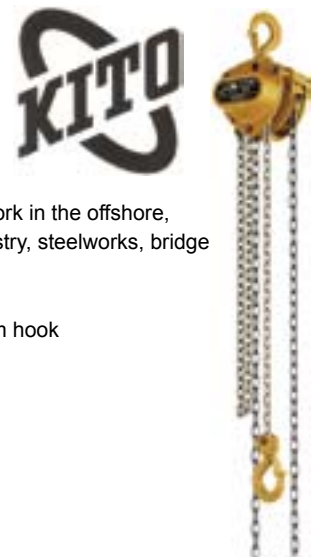 KITO
ork in the offshore,
stry, steelworks, bridge
hook